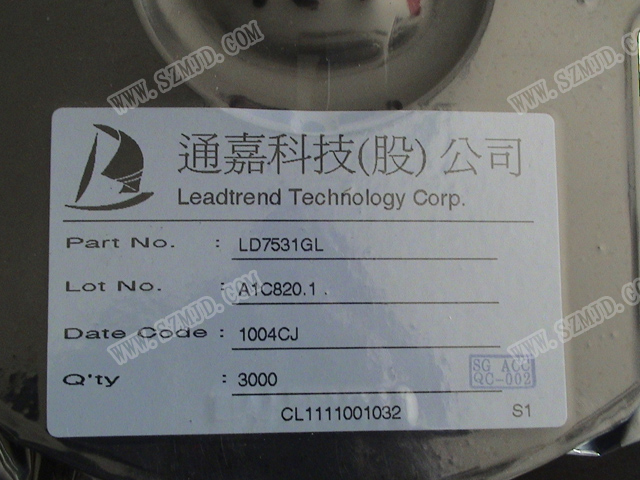 WWW.SZMJD.COM
WWW.SZMJD.COM
通嘉科技(股)公司
Leadtrend Technology Corp.
Part No. : LD7531GL
Lot No. : A1C820.1 .
Date Code : 1004CJ
Q'ty : 3000
SG ACC
QC-002
CL1111001032 S1
WWW.SZMJD.COM
WWW.SZMJD.COM